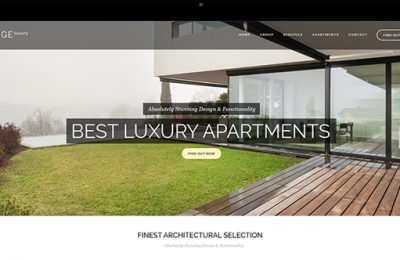 GE luxury
HOME ABOUT SERVICES APARTMENTS CONTACT FIND OUT
Absolutely Stunning Design & Functionality
BEST LUXURY APARTMENTS
FIND OUT NOW
FINEST ARCHITECTURAL SELECTION
Absolutely Stunning Design & Functionality